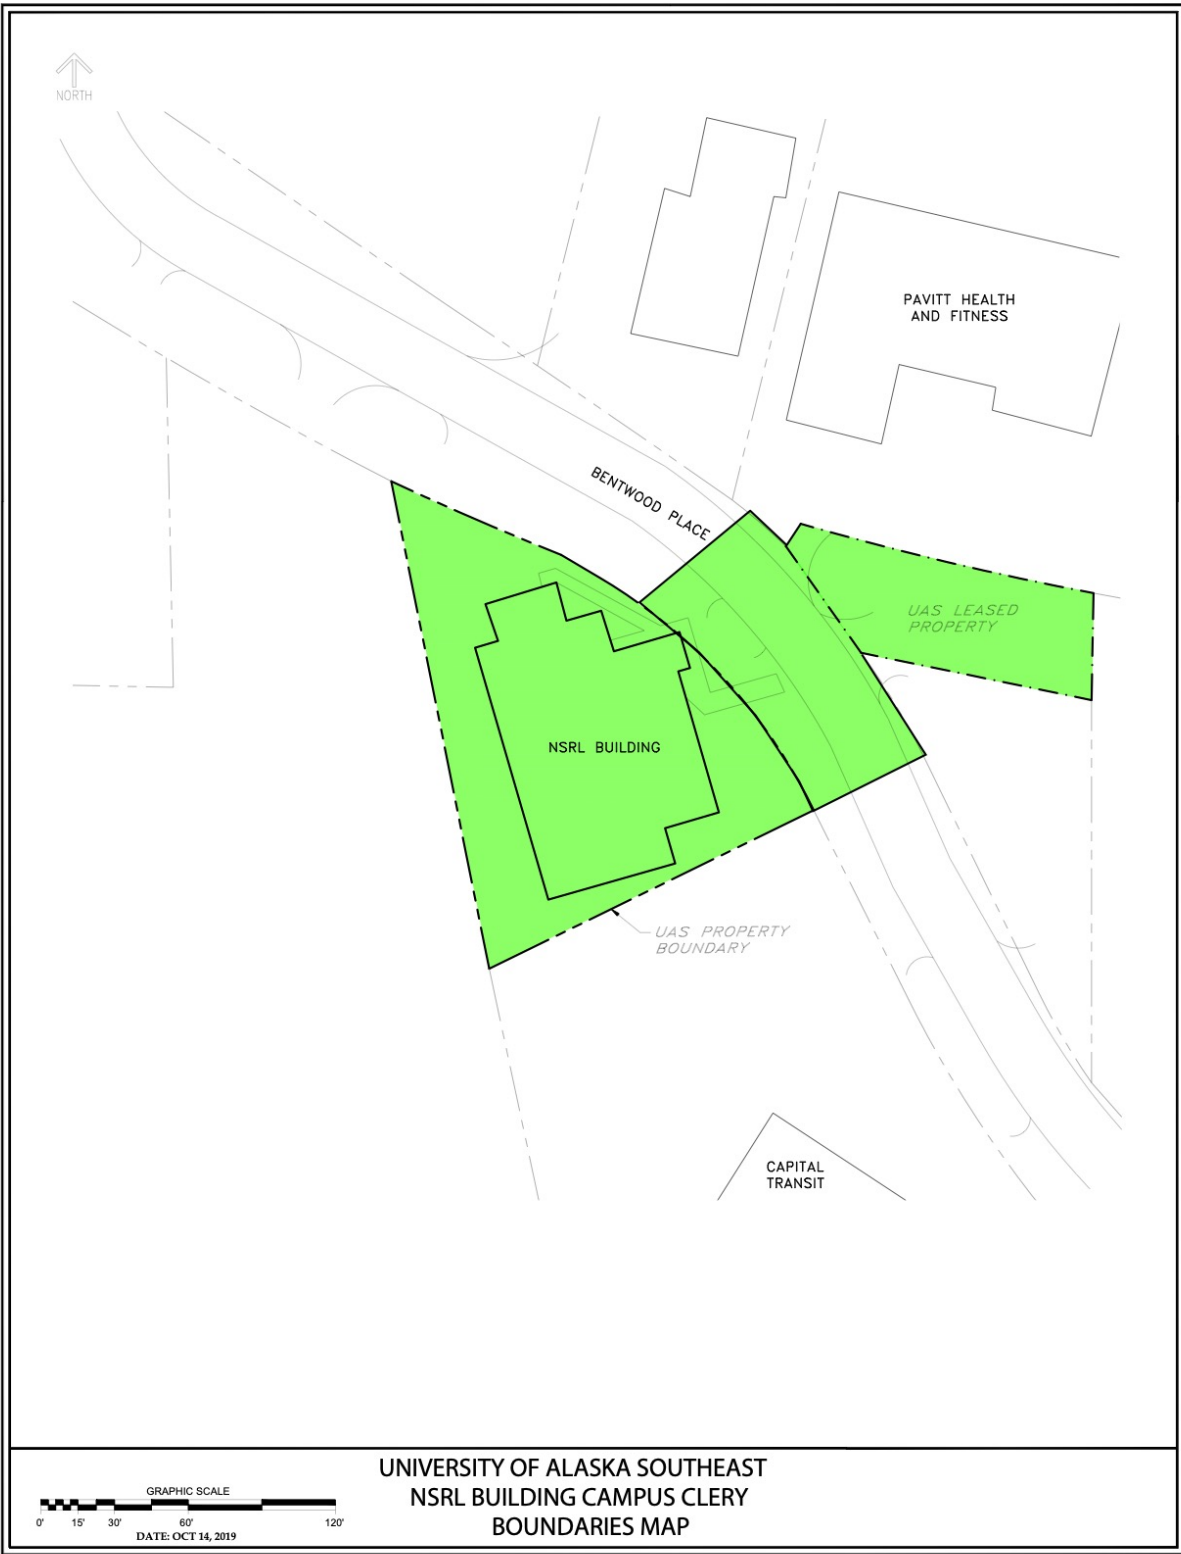 NORTH
PAVITT HEALTH
AND FITNESS
BENTWOOD PLACE
UAS LEASED
PROPERTY
NSRL BUILDING
UAS PROPERTY
BOUNDARY
CAPITAL
TRANSIT
GRAPHIC SCALE
0' 15' 30' 60' 120'
DATE: OCT 14, 2019
UNIVERSITY OF ALASKA SOUTHEAST
NSRL BUILDING CAMPUS CLERY
BOUNDARIES MAP